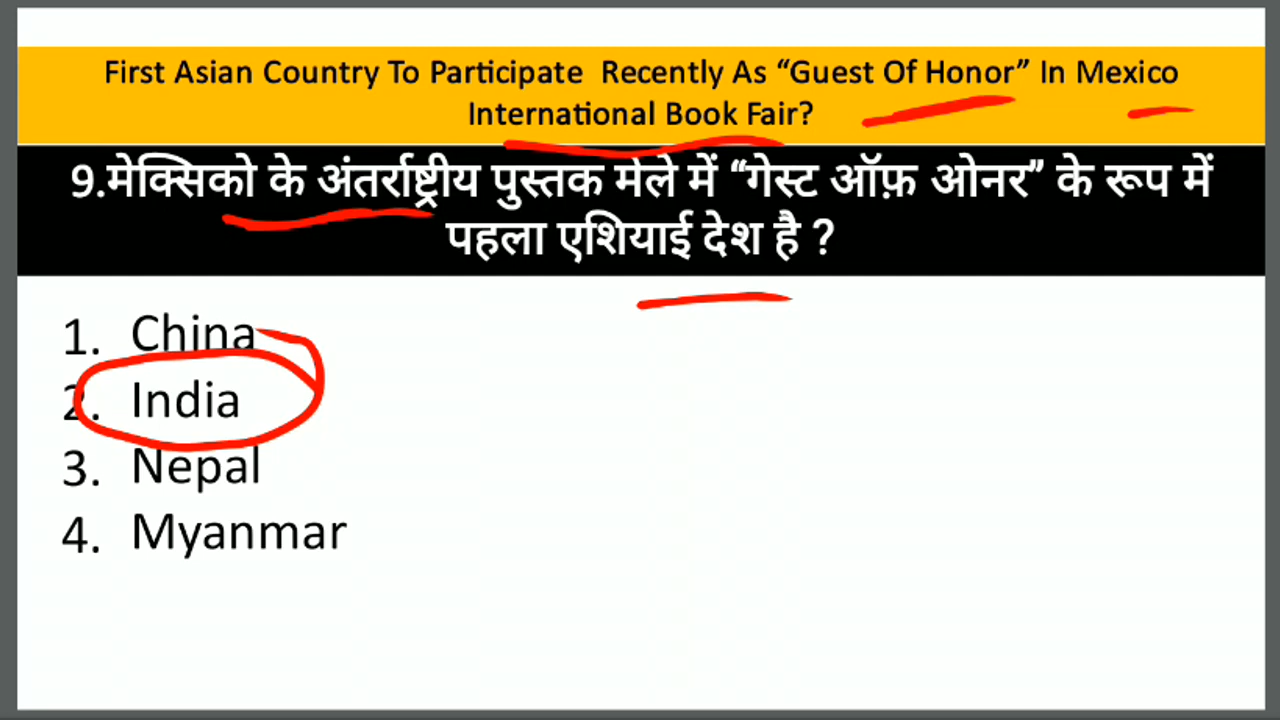 First Asian Country To Participate Recently As “Guest Of Honor” In Mexico
International Book Fair?
9.मेक्सिको के अंतर्राष्ट्रीय पुस्तक मेले में “गेस्ट ऑफ़ ओनर” के रूप में
पहला एशियाई देश है ?
1. China
2. India
3. Nepal
4. Myanmar